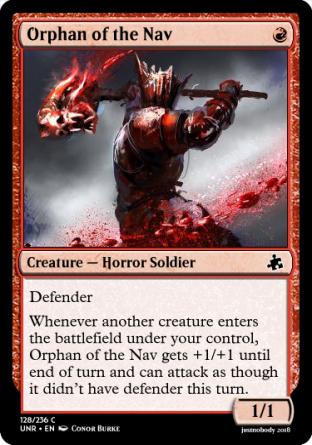 Orphan of the Nav
Creature — Horror Soldier
Defender
Whenever another creature enters
the battlefield under your control,
Orphan of the Nav gets +1/+1 until
end of turn and can attack as though
it didn't have defender this turn.
1/1
128/236 C
UNR • EN Conor Burke
justnobody 2018